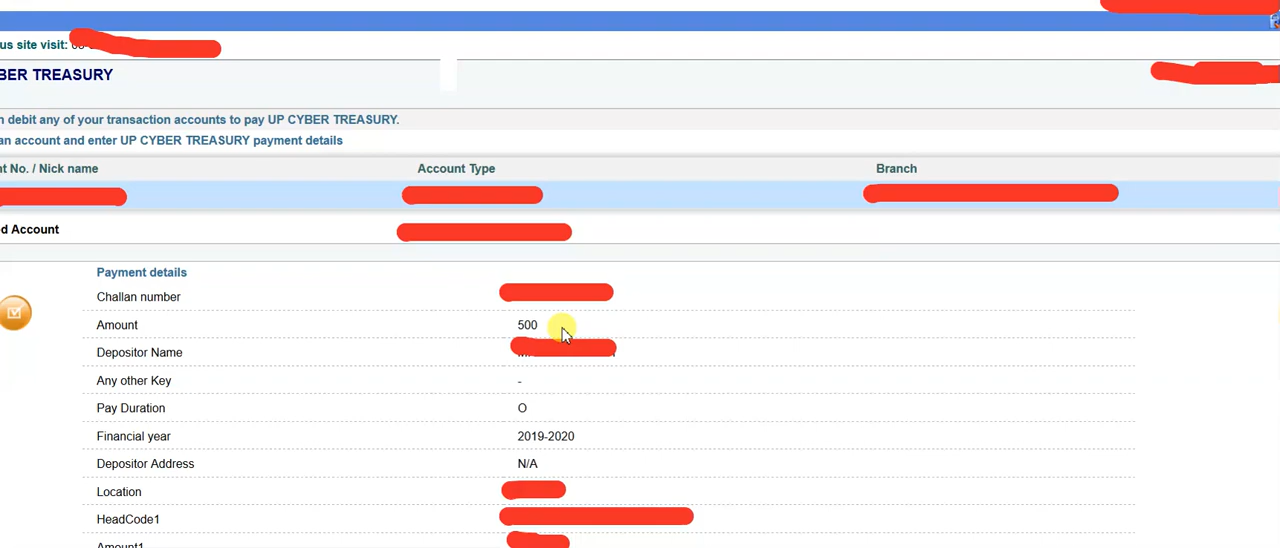 us site visit:
BER TREASURY
n debit any of your transaction accounts to pay UP CYBER TREASURY.
an account and enter UP CYBER TREASURY payment details
nt No. / Nick name Account Type Branch
d Account
Payment details
Challan number
Amount 500
Depositor Name
Any other Key -
Pay Duration O
Financial year 2019-2020
Depositor Address N/A
Location
HeadCode1
Amount1